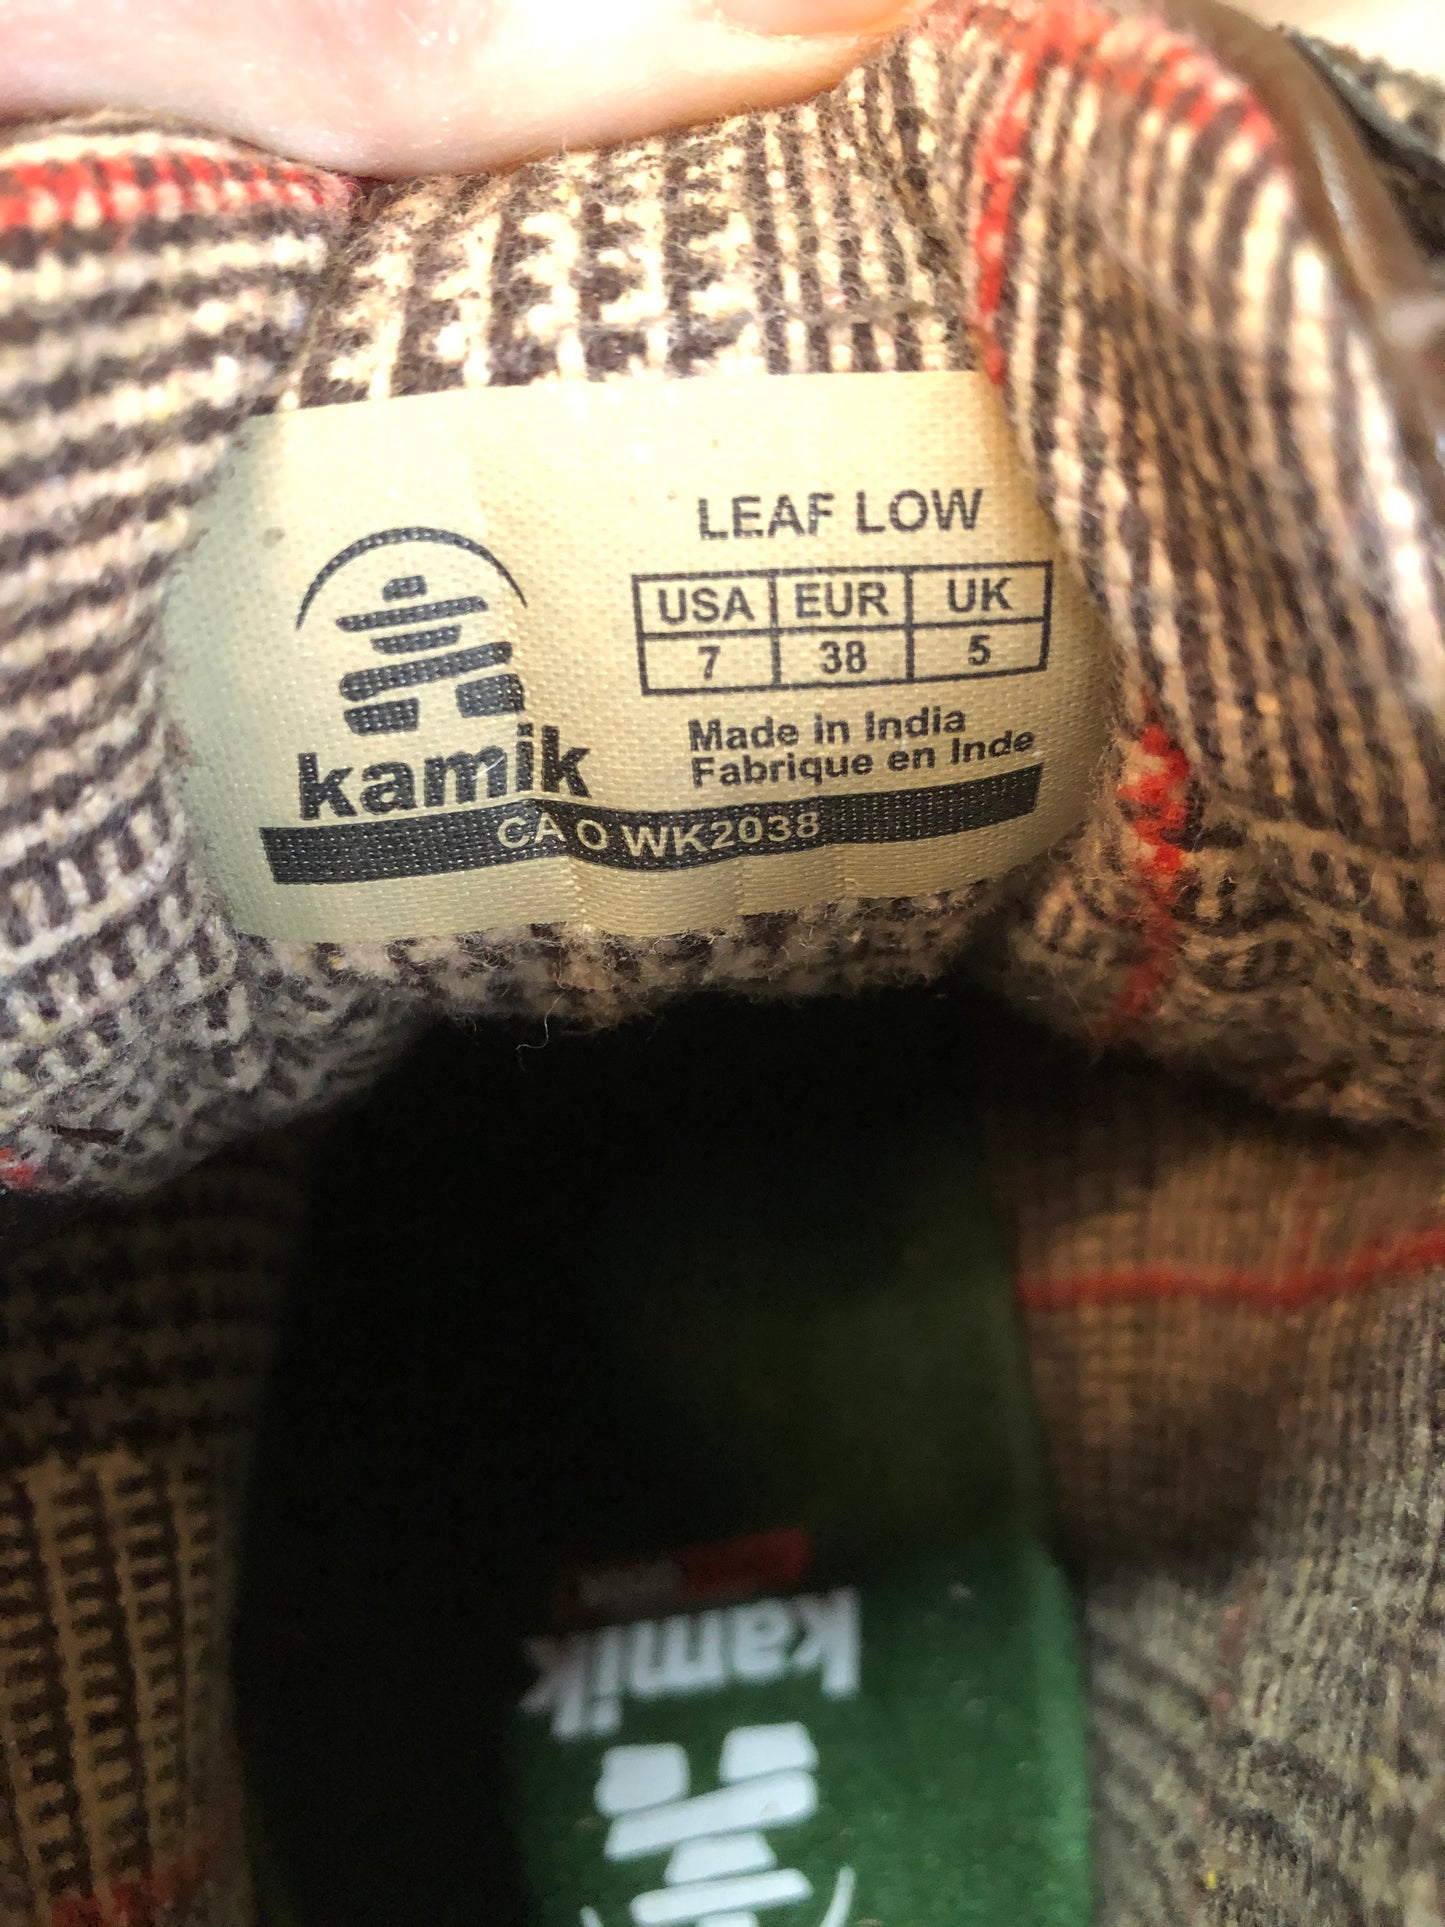 LEAF LOW
USA EUR UK
7 38 5
Made in India
Fabrique en Inde
kamik
CA O WK2038
kamik